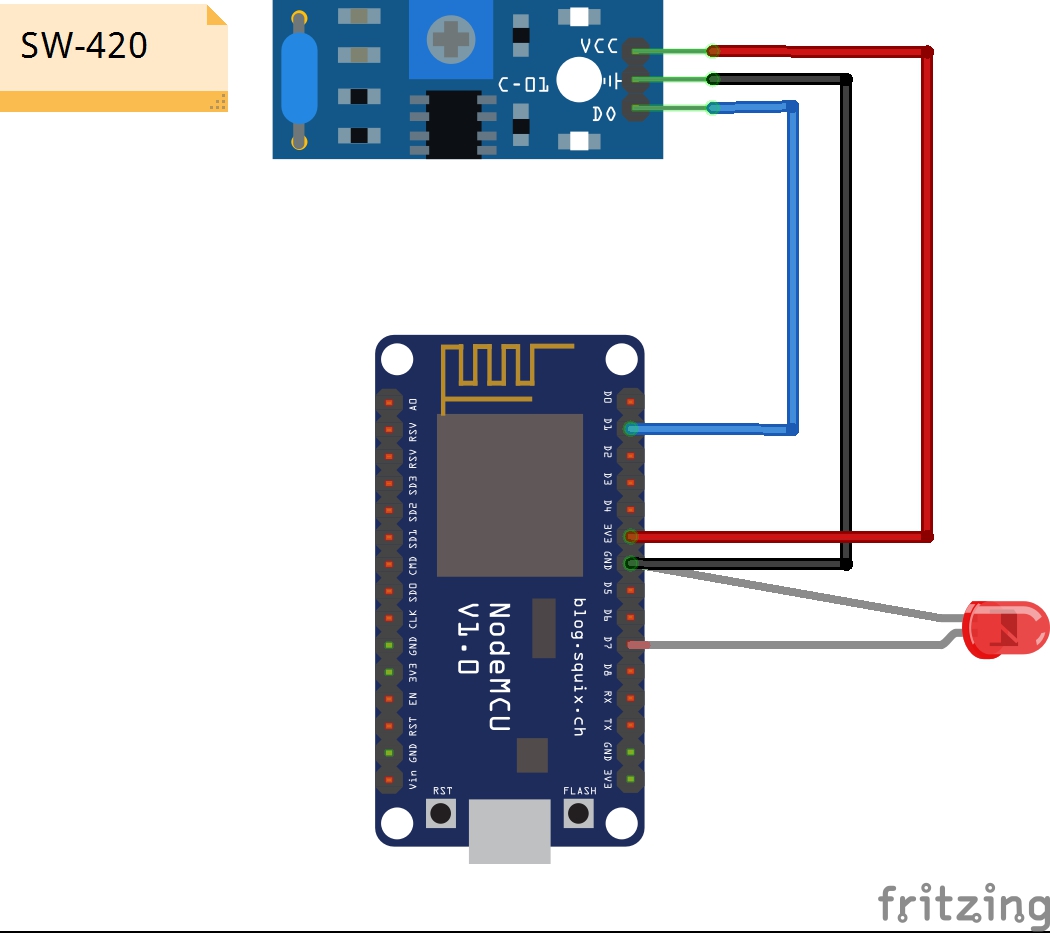 SW-420
VCC
C-01
D0
A0
RSV
RSV
SD3
SD2
SD1
CMD
SD0
CLK
GND
3V3
EN
RST
GND
Vin
D0
D1
D2
D3
D4
3V3
GND
D5
D6
D7
D8
RX
TX
GND
3V3
NodeMCU
V1.0
blog.squix.ch
RST
FLASH
fritzing